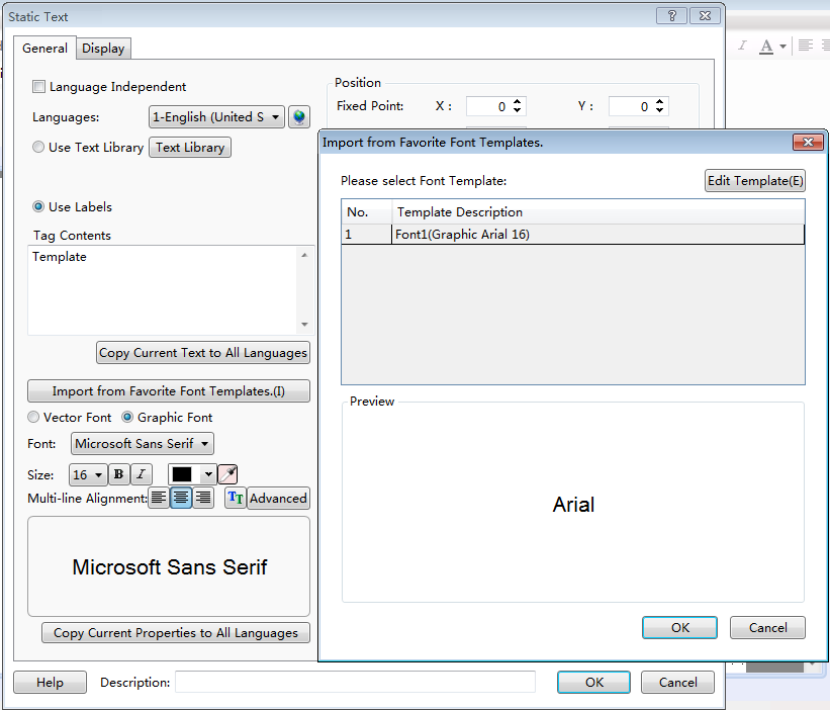 Static Text
General Display
Language Independent
Languages: 1-English (United S
Use Text Library Text Library
Use Labels
Tag Contents
Template
Copy Current Text to All Languages
Import from Favorite Font Templates.(I)
Vector Font Graphic Font
Font: Microsoft Sans Serif
Size: 16 B I
Multi-line Alignment: TT Advanced
Microsoft Sans Serif
Copy Current Properties to All Languages
Help Description: OK Cancel
Position
Fixed Point: X : 0 Y : 0
Import from Favorite Font Templates.
Please select Font Template: Edit Template(E)
No. Template Description
1 Font1(Graphic Arial 16)
Preview
Arial
OK Cancel
I A